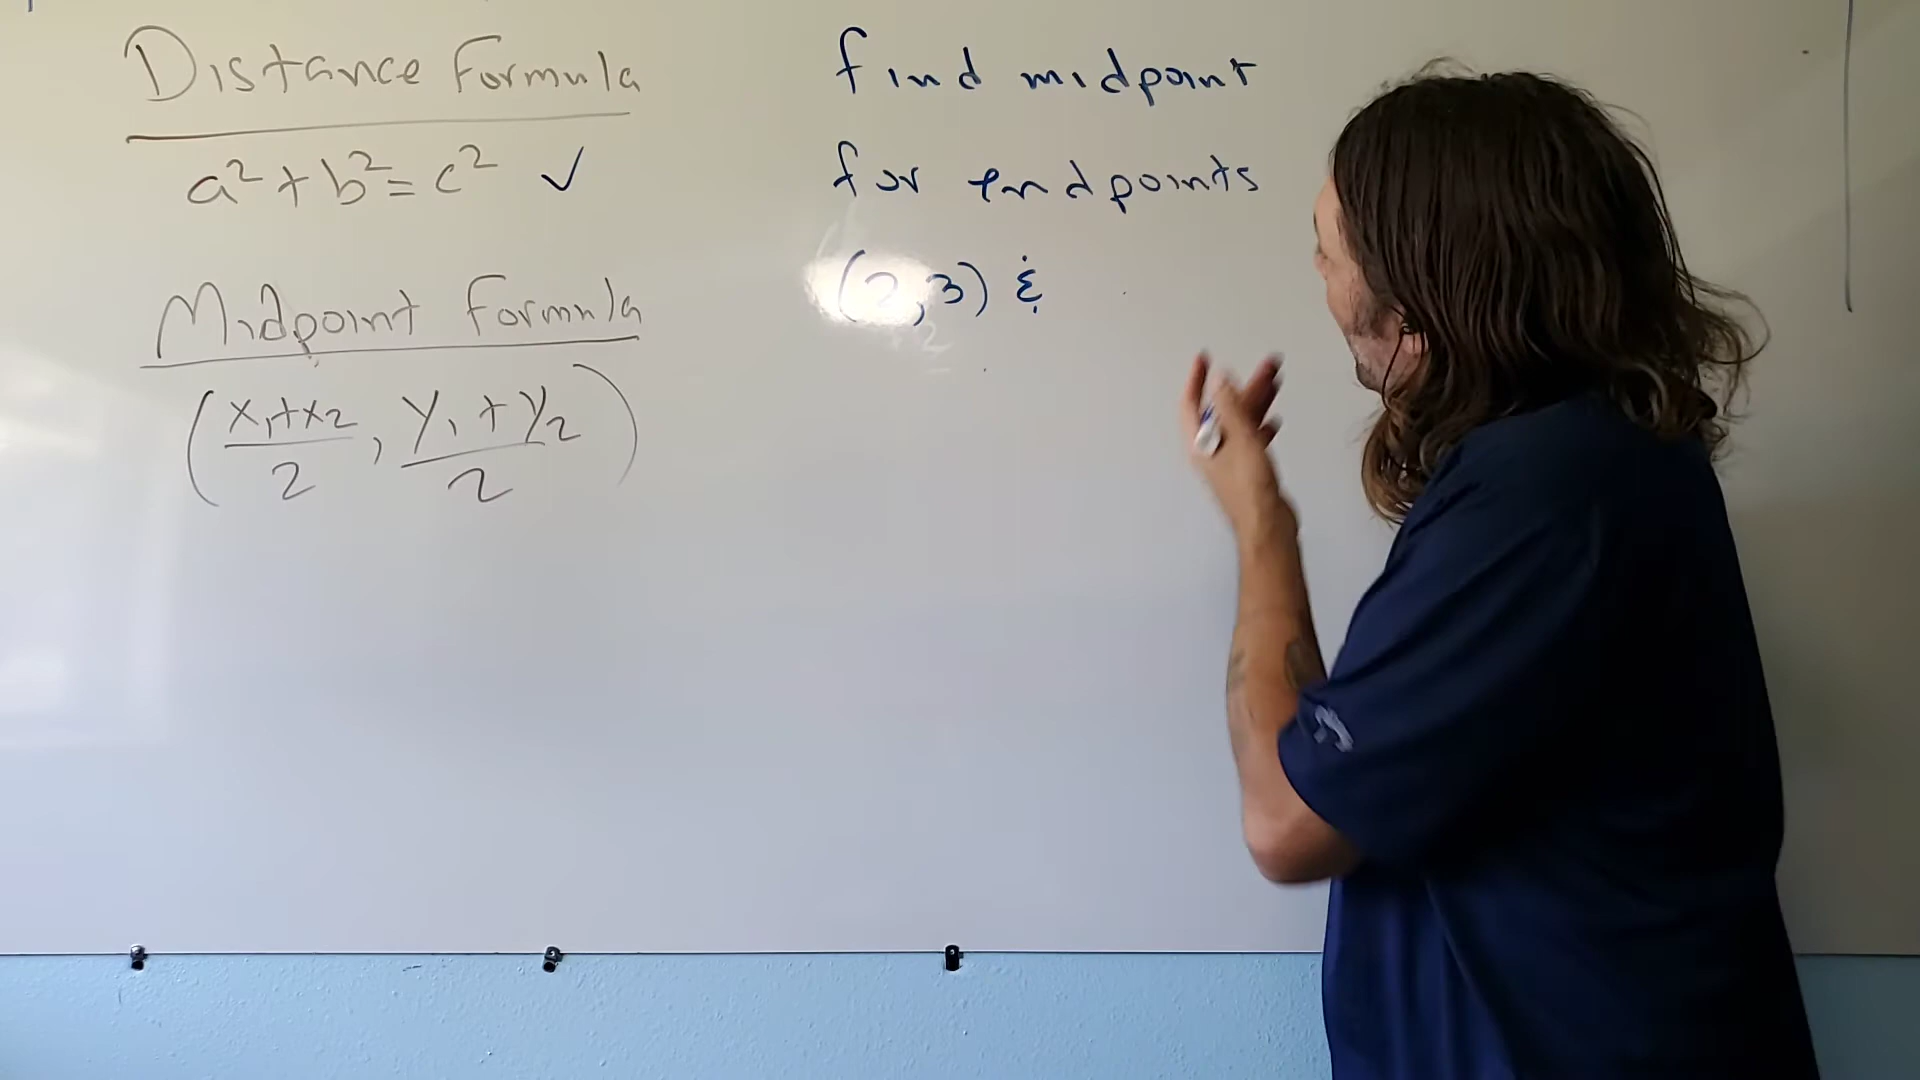 Distance Formula
a² + b² = c² ✓
Midpoint Formula
(x₁+x₂/2, y₁+y₂/2)
find midpoint
for endpoints
(2,3) &